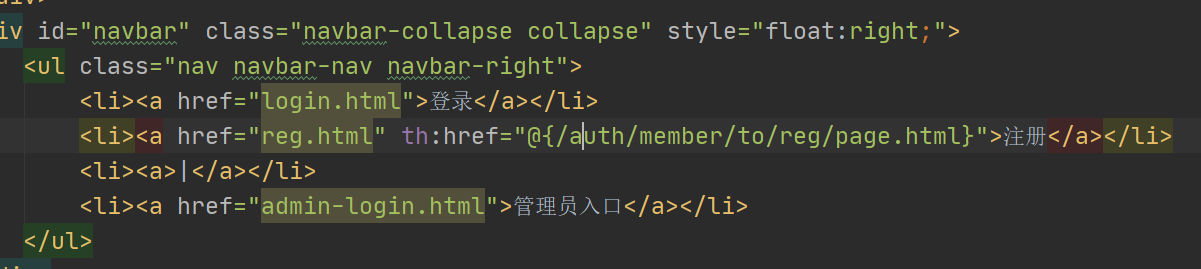 iv id="navbar" class="navbar-collapse collapse" style="float:right;">
<ul class="nav navbar-nav navbar-right">
<li><a href="login.html">登录</a></li>
<li><a href="reg.html" th:href="@{/auth/member/to/reg/page.html}">注册</a></li>
<li><a>|</a></li>
<li><a href="admin-login.html">管理员入口</a></li>
</ul>